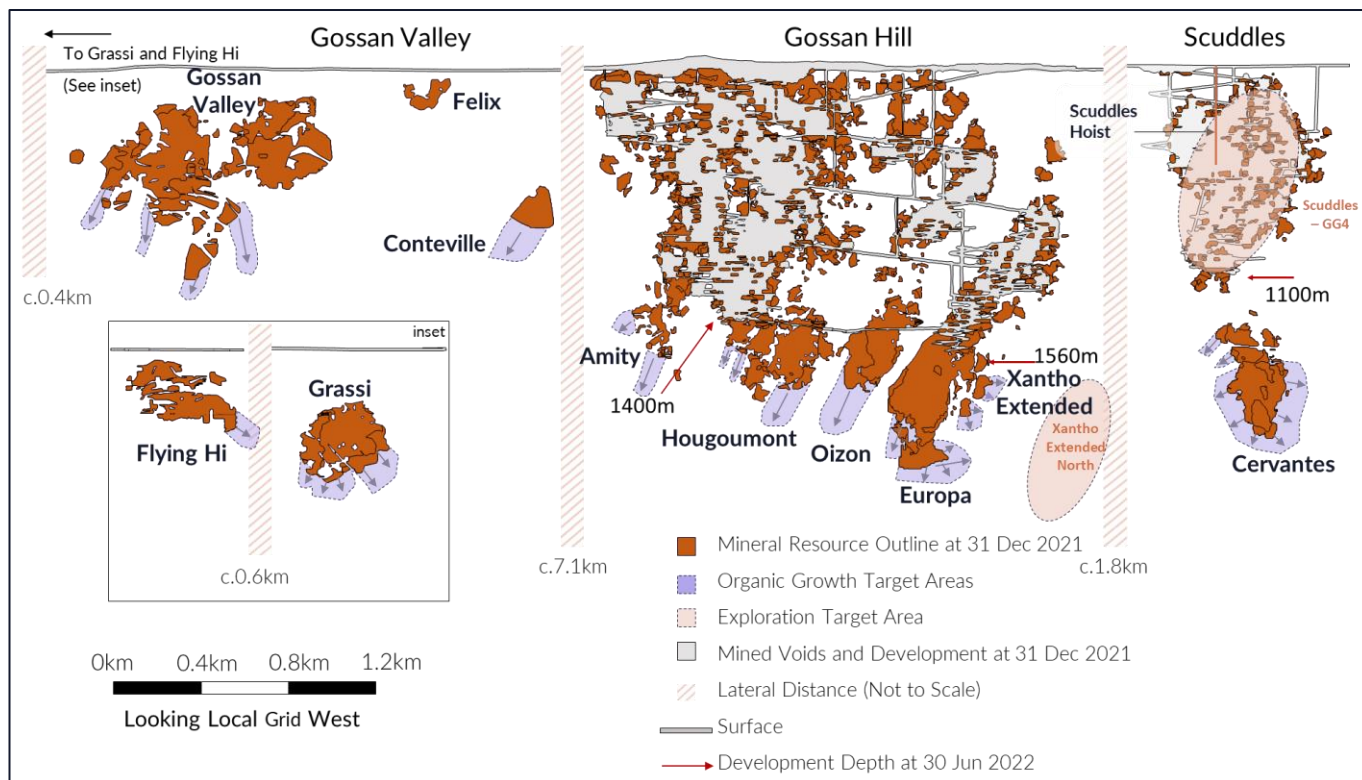 Gossan Valley
Gossan Hill
Scuddles
To Grassi and Flying Hi
(See inset)
Gossan
Valley
Felix
Scuddles
Hoist
Scuddles
– GG4
Conteville
c.0.4km
1100m
inset
Amity
1400m
1560m
Xantho
Extended
Grassi
Flying Hi
Hougoumont
Oizon
Xantho
Extended
North
Cervantes
Europa
c.0.6km
c.7.1km
c.1.8km
Mineral Resource Outline at 31 Dec 2021
Organic Growth Target Areas
Exploration Target Area
Mined Voids and Development at 31 Dec 2021
Lateral Distance (Not to Scale)
Surface
Development Depth at 30 Jun 2022
0km 0.4km 0.8km 1.2km
Looking Local Grid West